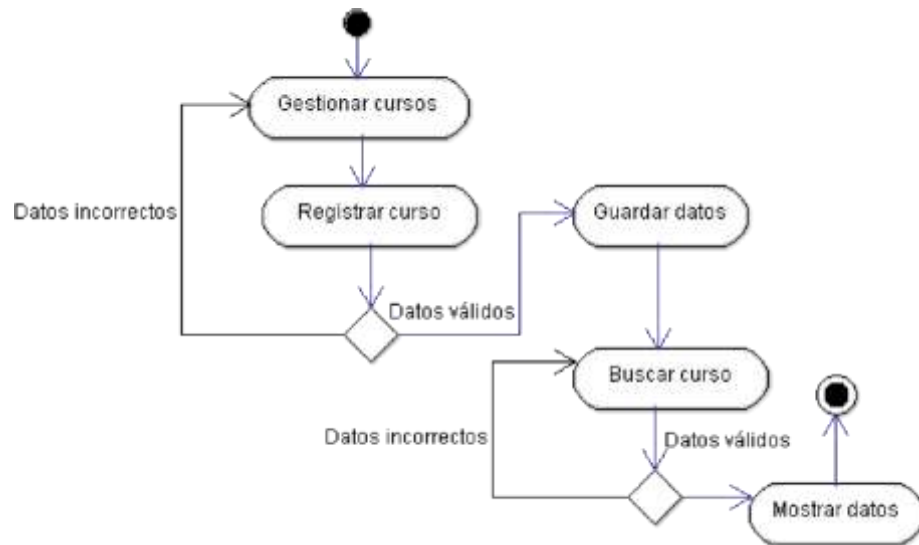 Gestionar cursos
Registrar curso
Guardar datos
Datos incorrectos
Datos válidos
Buscar curso
Datos incorrectos
Datos válidos
Mostrar datos